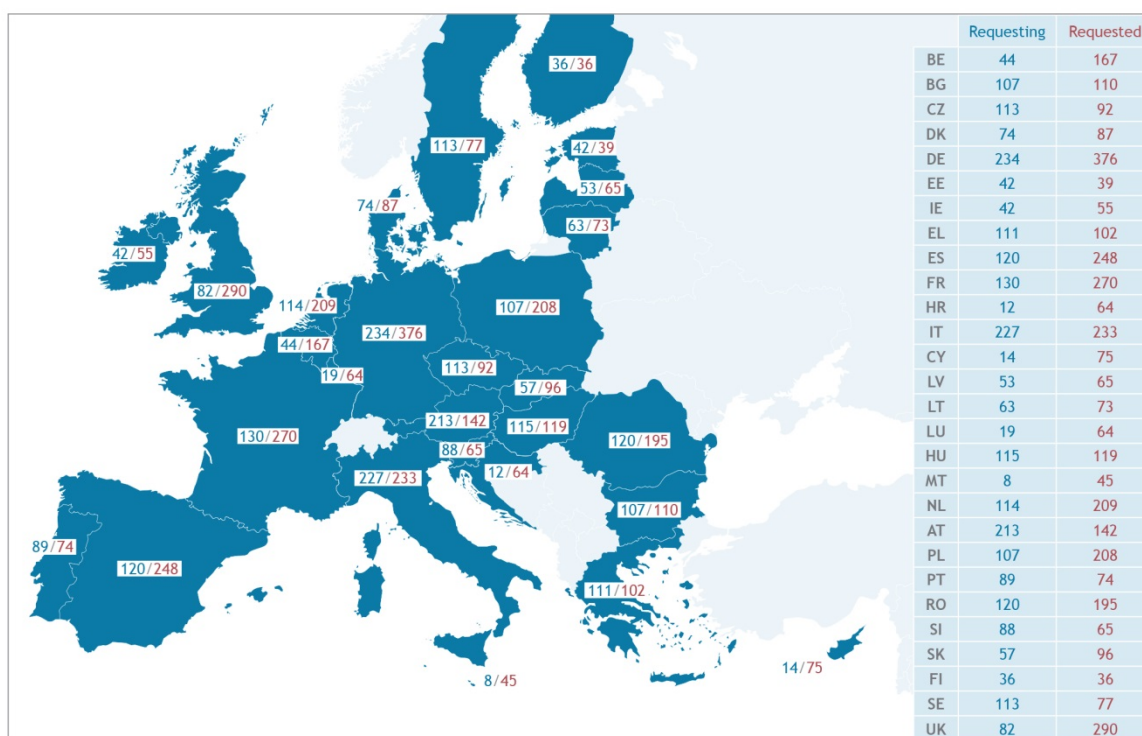 36/36
113/77
42/39
53/65
74/87
63/73
42/55
82/290
114/209
107/208
234/376
44/167
113/92
19/64
57/96
213/142
115/119
130/270
120/195
88/65
12/64
227/233
107/110
89/74
120/248
111/102
14/75
8/45
Requesting Requested
BE 44 167
BG 107 110
CZ 113 92
DK 74 87
DE 234 376
EE 42 39
IE 42 55
EL 111 102
ES 120 248
FR 130 270
HR 12 64
IT 227 233
CY 14 75
LV 53 65
LT 63 73
LU 19 64
HU 115 119
MT 8 45
NL 114 209
AT 213 142
PL 107 208
PT 89 74
RO 120 195
SI 88 65
SK 57 96
FI 36 36
SE 113 77
UK 82 290